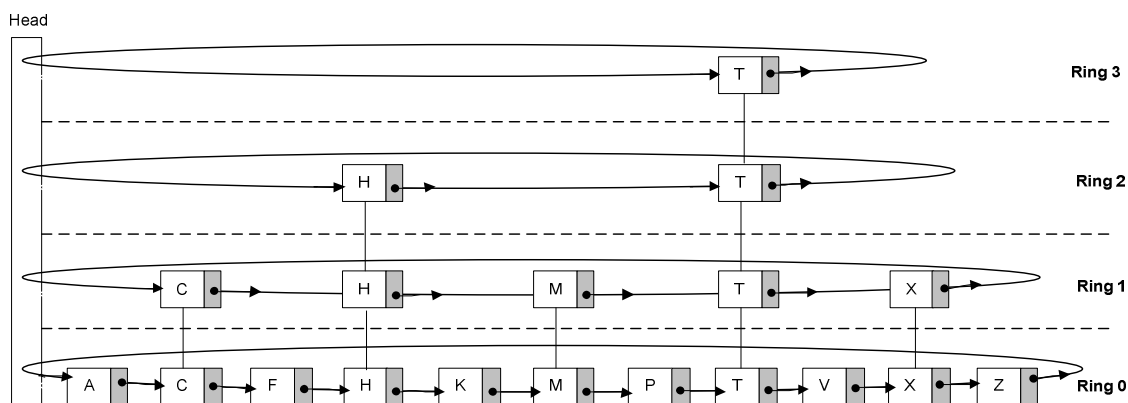 Head
T
Ring 3
H T
Ring 2
C H M T X
Ring 1
A C F H K M P T V X Z
Ring 0